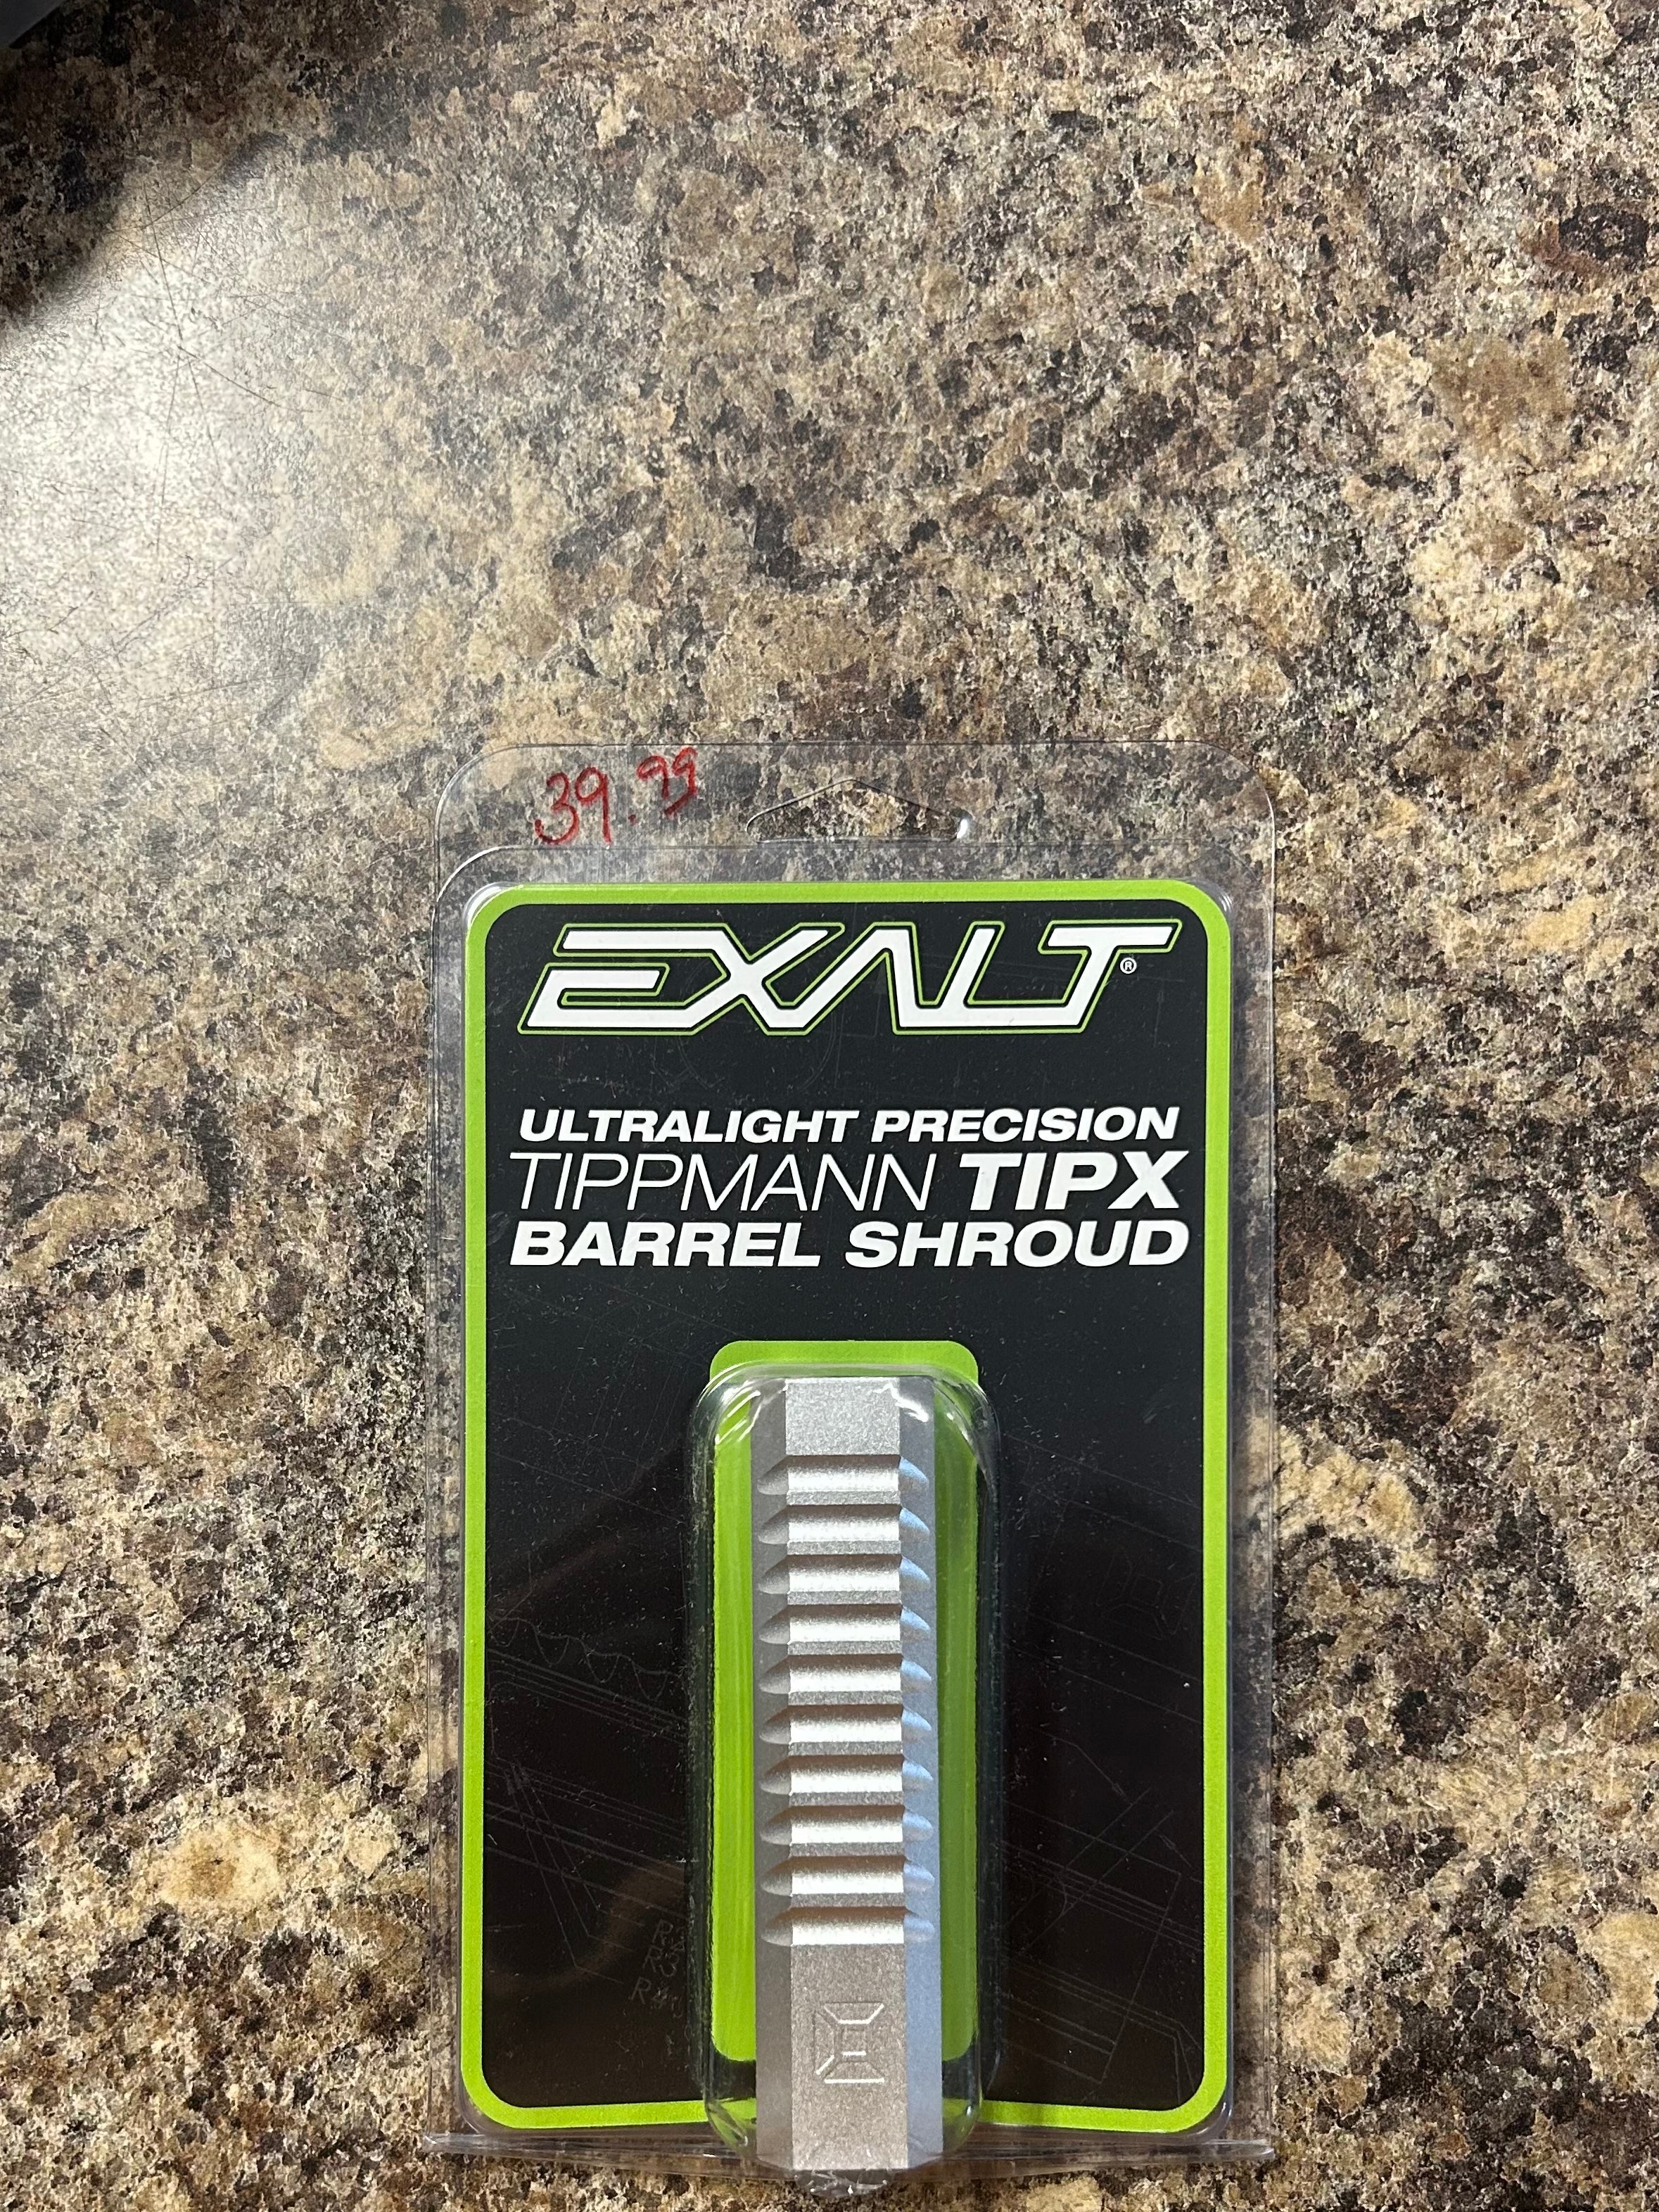 39.99
EXALT®
ULTRALIGHT PRECISION
TIPPMANN TIPX
BARREL SHROUD
E